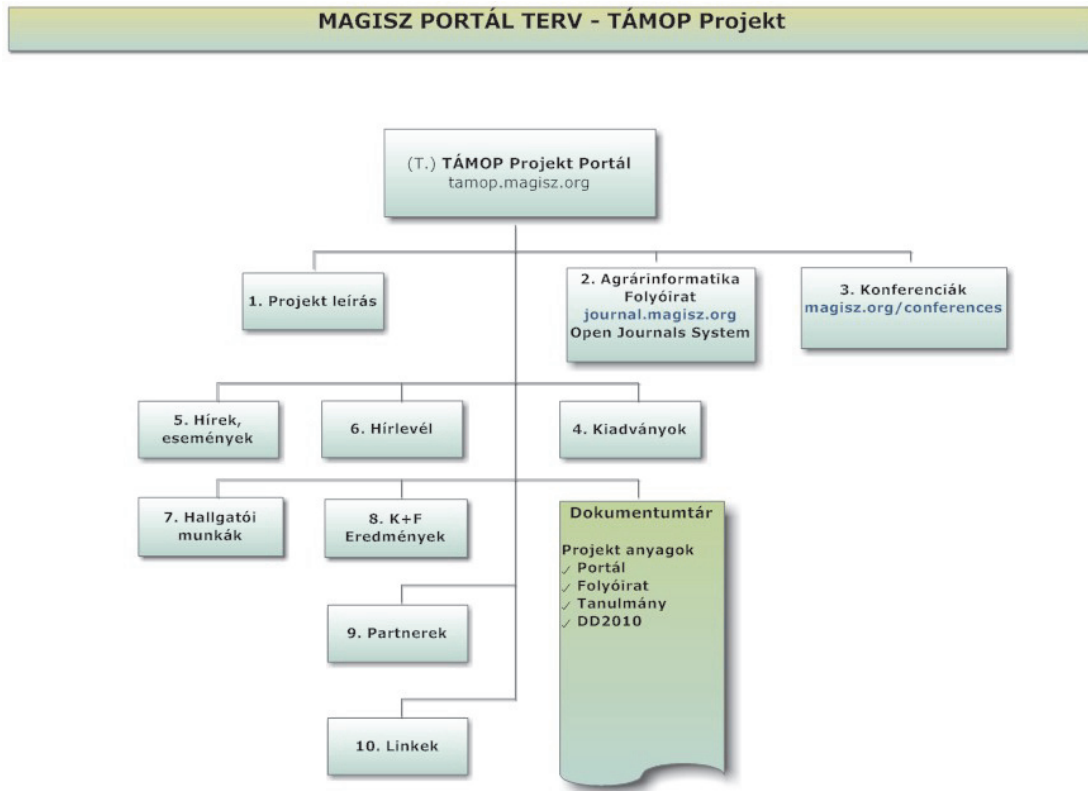 MAGISZ PORTÁL TERV - TÁMOP Projekt
(T.) TÁMOP Projekt Portál
tamop.magisz.org
1. Projekt leírás
2. Agrárinformatika
Folyóirat
journal.magisz.org
Open Journals System
3. Konferenciák
magisz.org/conferences
5. Hírek,
események
6. Hírlevél
4. Kiadványok
7. Hallgatói
munkák
8. K+F
Eredmények
Dokumentumtár
Projekt anyagok
✓ Portál
✓ Folyóirat
✓ Tanulmány
✓ DD2010
9. Partnerek
10. Linkek